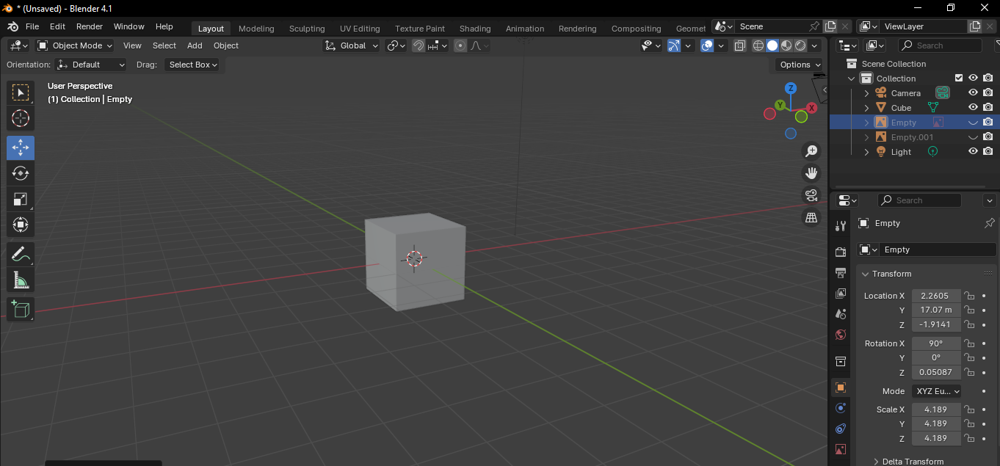 * (Unsaved) - Blender 4.1
File Edit Render Window Help Layout Modeling Sculpting UV Editing Texture Paint Shading Animation Rendering Compositing Geomet Scene ViewLayer
Object Mode View Select Add Object Global Search
Orientation: Default Drag: Select Box Options
User Perspective
(1) Collection | Empty
Z
Y
X
Scene Collection
Collection
Camera
Cube
Empty
Empty.001
Light
Search
Empty
Empty
Transform
Location X 2.2605
Y 17.07 m
Z -1.9141
Rotation X 90°
Y 0°
Z 0.05087
Mode XYZ Eu...
Scale X 4.189
Y 4.189
Z 4.189
Delta Transform